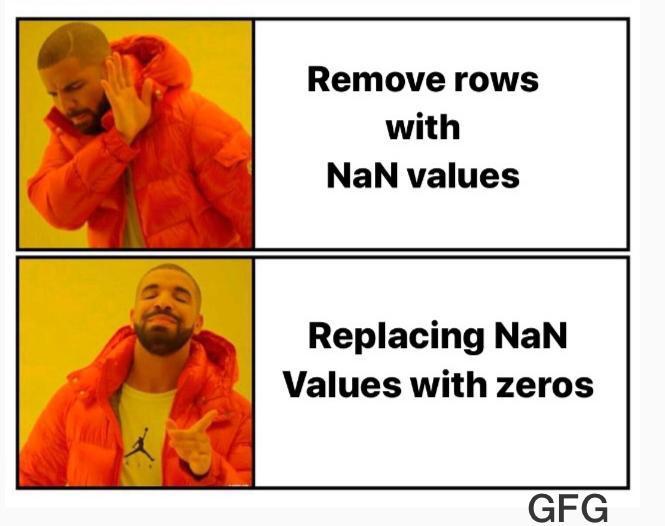 Remove rows
with
NaN values
Replacing NaN
Values with zeros
GFG